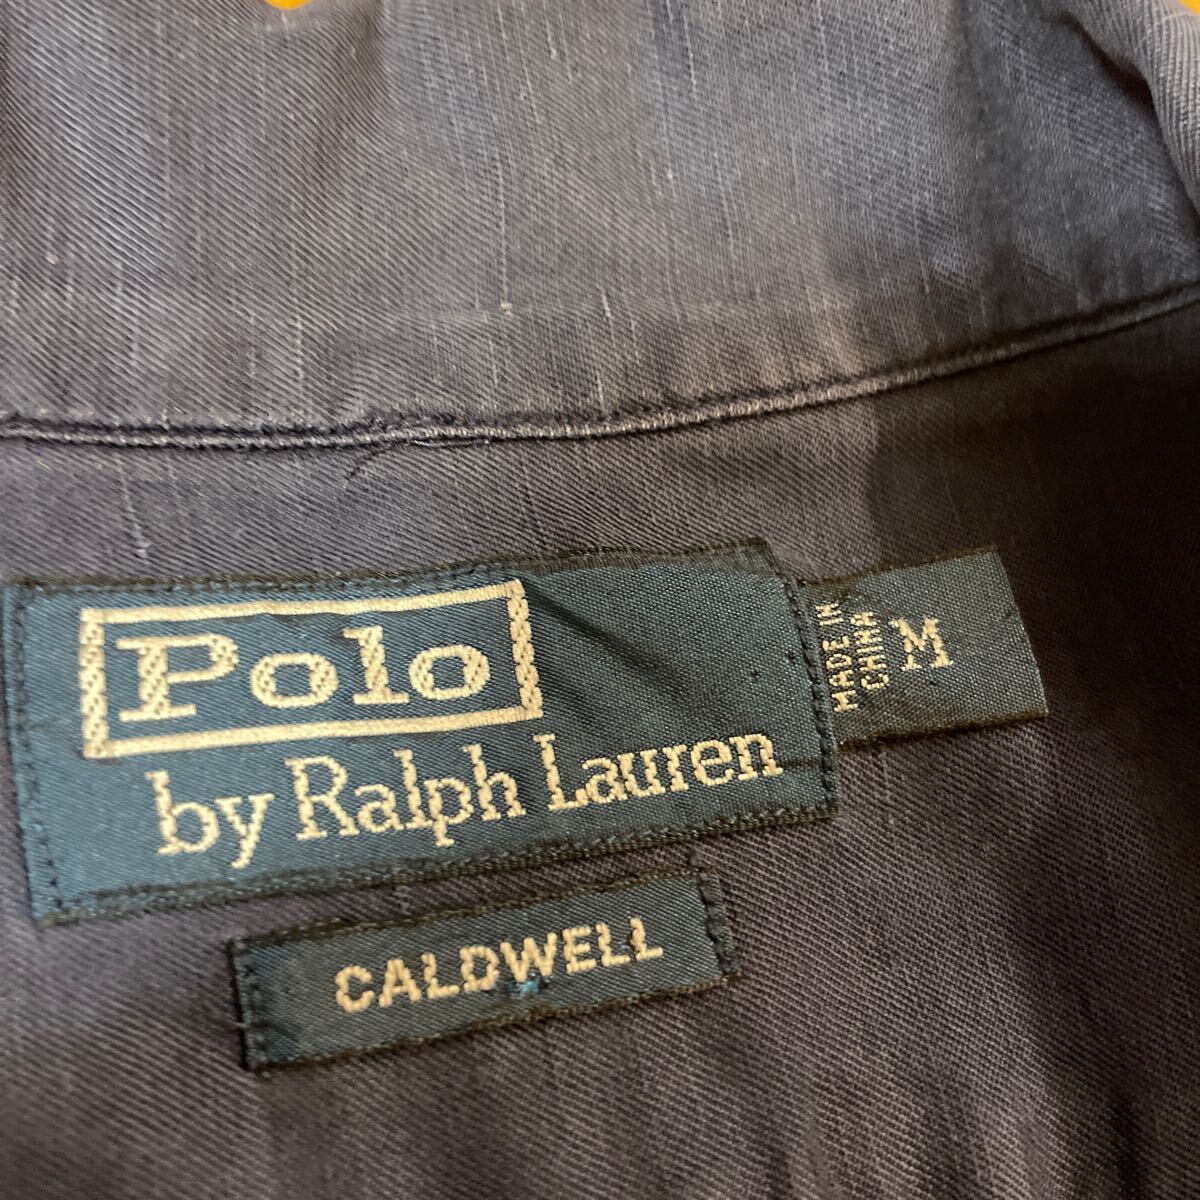 Polo
by Ralph Lauren
MADE IN
CHINA
M
CALDWELL